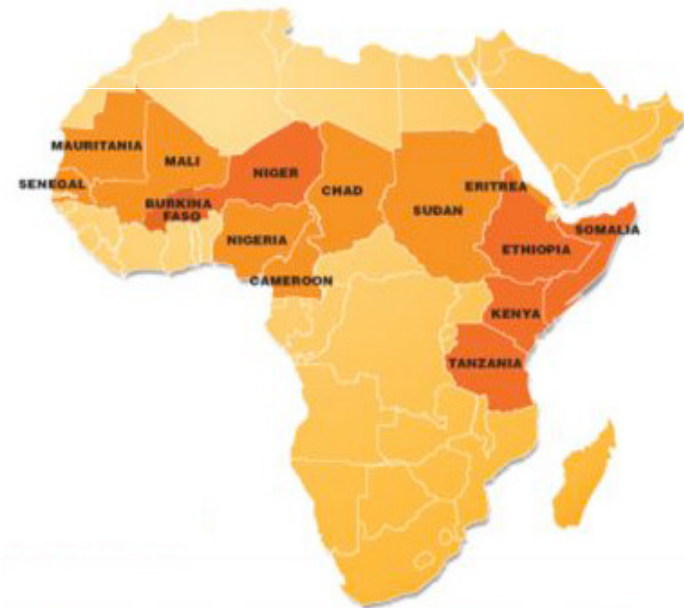 MAURITANIA
MALI
SENEGAL
NIGER
CHAD
BURKINA
FASO
SUDAN
ERITREA
NIGERIA
SOMALIA
ETHIOPIA
CAMEROON
KENYA
TANZANIA